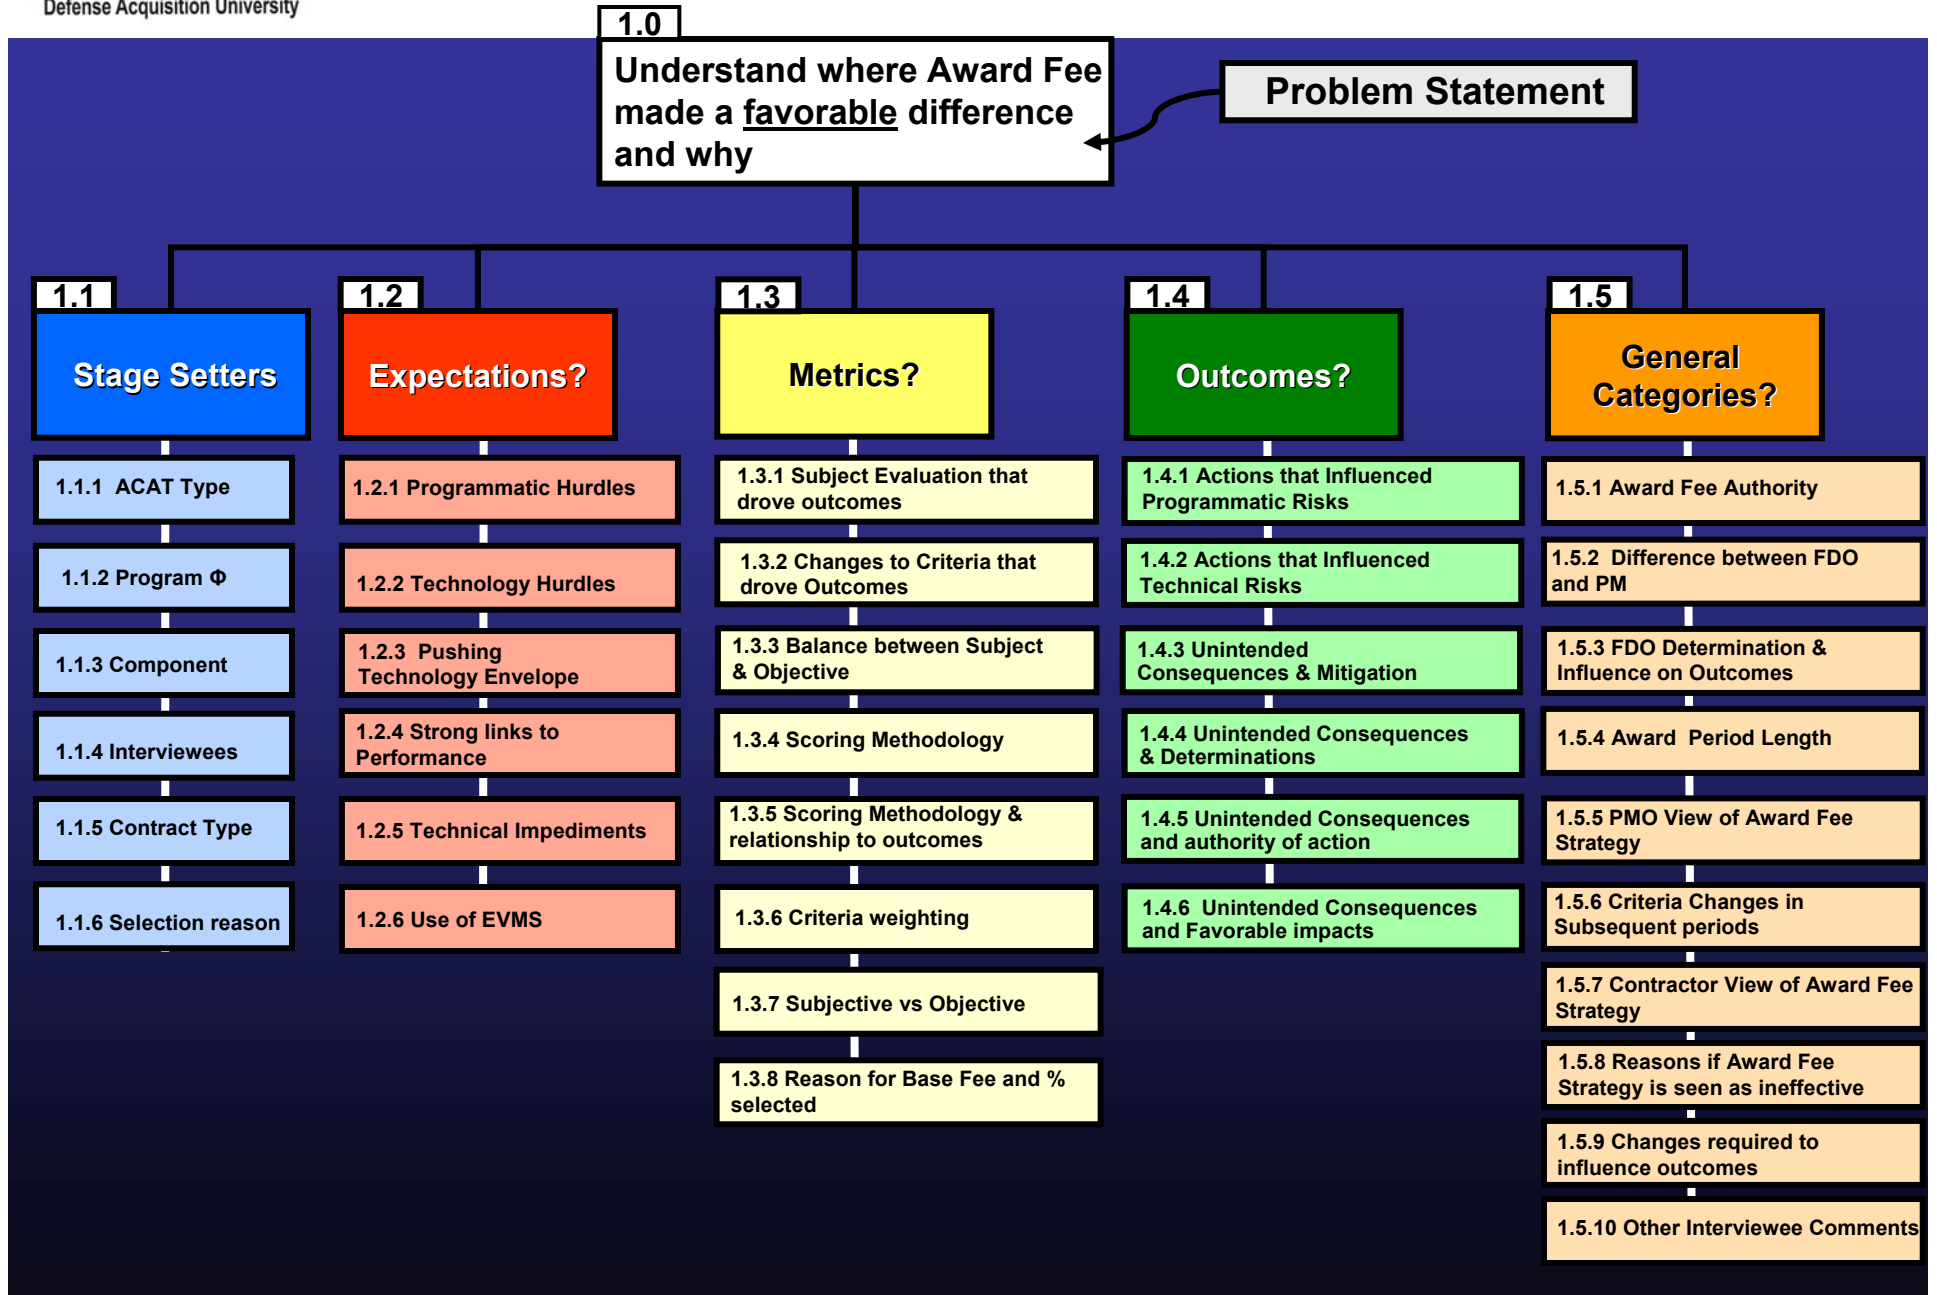 Defense Acquisition University
1.0
Understand where Award Fee
made a favorable difference
and why
Problem Statement
1.1
Stage Setters
1.1.1  ACAT Type
1.1.2 Program Φ
1.1.3 Component
1.1.4 Interviewees
1.1.5 Contract Type
1.1.6 Selection reason
1.2
Expectations?
1.2.1 Programmatic Hurdles
1.2.2 Technology Hurdles
1.2.3  Pushing
Technology Envelope
1.2.4 Strong links to
Performance
1.2.5 Technical Impediments
1.2.6 Use of EVMS
1.3
Metrics?
1.3.1 Subject Evaluation that
drove outcomes
1.3.2 Changes to Criteria that
drove Outcomes
1.3.3 Balance between Subject
& Objective
1.3.4 Scoring Methodology
1.3.5 Scoring Methodology &
relationship to outcomes
1.3.6 Criteria weighting
1.3.7 Subjective vs Objective
1.3.8 Reason for Base Fee and %
selected
1.4
Outcomes?
1.4.1 Actions that Influenced
Programmatic Risks
1.4.2 Actions that Influenced
Technical Risks
1.4.3 Unintended
Consequences & Mitigation
1.4.4 Unintended Consequences
& Determinations
1.4.5 Unintended Consequences
and authority of action
1.4.6  Unintended Consequences
and Favorable impacts
1.5
General
Categories?
1.5.1 Award Fee Authority
1.5.2  Difference between FDO
and PM
1.5.3 FDO Determination &
Influence on Outcomes
1.5.4 Award  Period Length
1.5.5 PMO View of Award Fee
Strategy
1.5.6 Criteria Changes in
Subsequent periods
1.5.7 Contractor View of Award Fee
Strategy
1.5.8 Reasons if Award Fee
Strategy is seen as ineffective
1.5.9 Changes required to
influence outcomes
1.5.10 Other Interviewee Comments